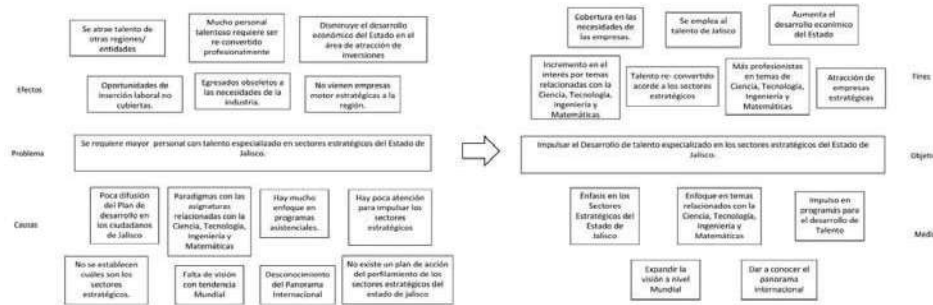 Se atrae talento de
otras regiones/
entidades
Mucho personal
talentoso requiere ser
re-convertido
profesionalmente
Disminuye el desarrollo
económico del Estado en el
área de atracción de
inversiones
Efectos
Oportunidades de
inserción laboral no
cubiertas.
Egresados obsoletos a
las necesidades de la
industria.
No vienen empresas
motor estratégicas a la
región.
Problema
Se requiere mayor personal con talento especializado en sectores estratégicos del Estado de
Jalisco.
Causas
Poca difusión
del Plan de
desarrollo en
los ciudadanos
de Jalisco
Paradigmas con las
asignaturas
relacionadas con la
Ciencia, Tecnología,
Ingeniería y
Matemáticas
Hay mucho
enfoque en
programas
asistenciales.
Hay poca atención
para impulsar los
sectores
estratégicos
No se establecen
cuáles son los
sectores
estratégicos.
Falta de visión
con tendencia
Mundial
Desconocimiento
del Panorama
Internacional
No existe un plan de acción
del perfilamiento de los
sectores estratégicos del
estado de jalisco
Cobertura en las
necesidades de
las empresas.
Se emplea al
talento de Jalisco
Aumenta el
desarrollo económico
del Estado
Incremento en el
interés por temas
relacionadas con la
Ciencia, Tecnología,
Ingeniería y
Matemáticas
Talento re- convertido
acorde a los sectores
estratégicos
Más
profesionistas
en temas de
Ciencia, Tecnología,
Ingeniería y
Matemáticas
Atracción de
empresas
estratégicas
Fines
Impulsar el Desarrollo de talento especializado en los sectores estratégicos del Estado de
Jalisco.
Objeti
Énfasis en los
Sectores
Estratégicos del
Estado de
Jalisco
Enfoque en temas
relacionados con la
Ciencia, Tecnología,
Ingeniería y
Matemáticas
Impulso en
programas para
el desarrollo de
Talento
Medi
Expandir la
visión a nivel
Mundial
Dar a conocer el
panorama
internacional